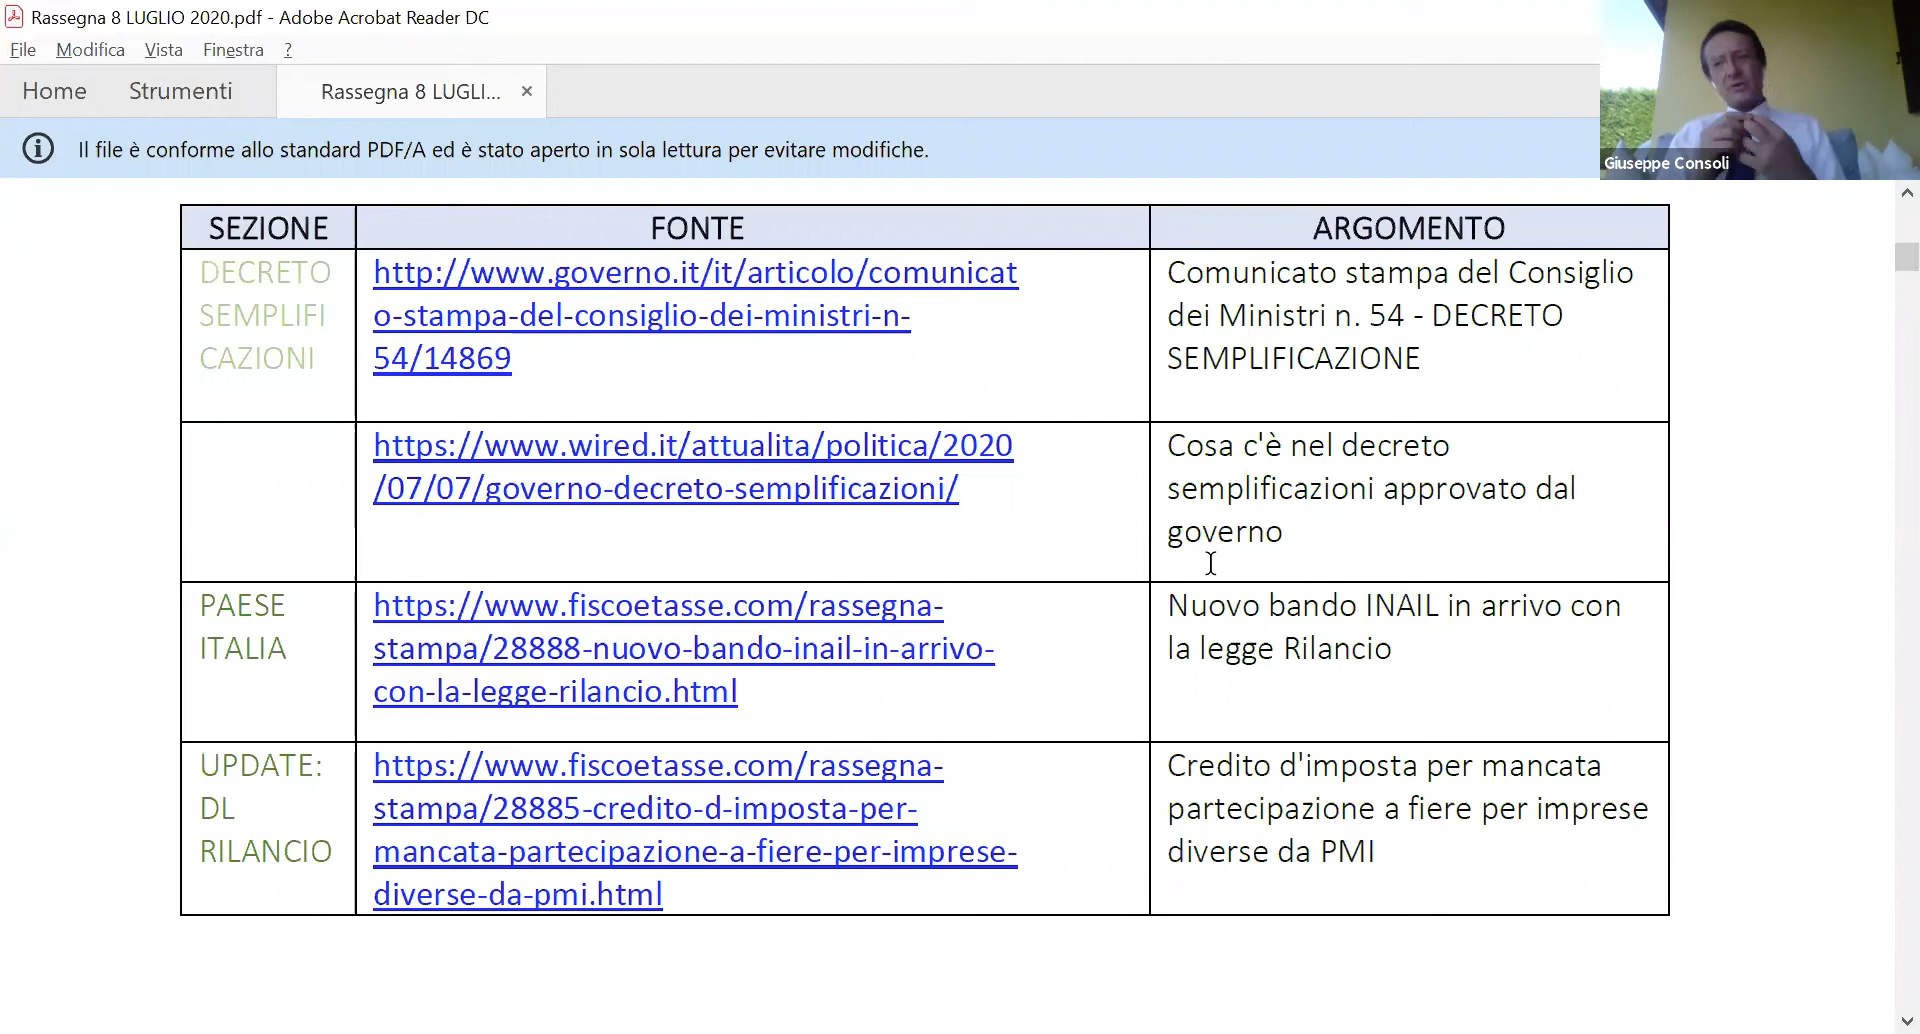 Rassegna 8 LUGLIO 2020.pdf - Adobe Acrobat Reader DC
File Modifica Vista Finestra ?
Home Strumenti Rassegna 8 LUGLI... ×
Il file è conforme allo standard PDF/A ed è stato aperto in sola lettura per evitare modifiche.
Giuseppe Consoli
SEZIONE FONTE ARGOMENTO
DECRETO
SEMPLIFI
CAZIONI
http://www.governo.it/it/articolo/comunicat
o-stampa-del-consiglio-dei-ministri-n-
54/14869
Comunicato stampa del Consiglio
dei Ministri n. 54 - DECRETO
SEMPLIFICAZIONE
https://www.wired.it/attualita/politica/2020
/07/07/governo-decreto-semplificazioni/
Cosa c'è nel decreto
semplificazioni approvato dal
governo
PAESE
ITALIA
https://www.fiscoetasse.com/rassegna-
stampa/28888-nuovo-bando-inail-in-arrivo-
con-la-legge-rilancio.html
Nuovo bando INAIL in arrivo con
la legge Rilancio
UPDATE:
DL
RILANCIO
https://www.fiscoetasse.com/rassegna-
stampa/28885-credito-d-imposta-per-
mancata-partecipazione-a-fiere-per-imprese-
diverse-da-pmi.html
Credito d'imposta per mancata
partecipazione a fiere per imprese
diverse da PMI